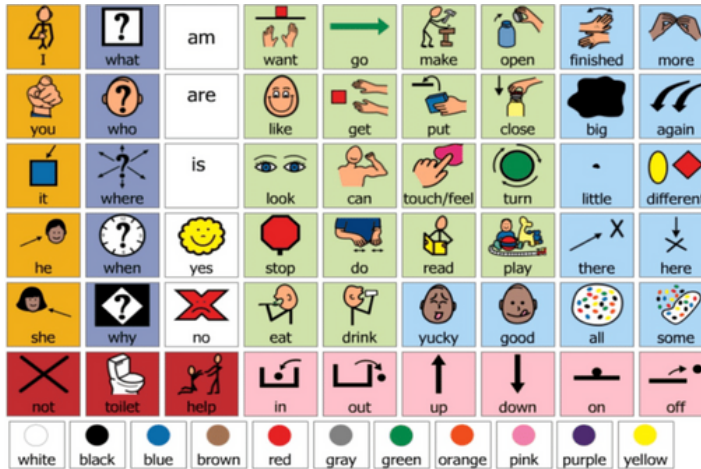 I what am want go make open finished more
you who are like get put close big again
it where is look can touch/feel turn little different
he when yes stop do read play there here
she why no eat drink yucky good all some
not toilet help in out up down on off
white black blue brown red gray green orange pink purple yellow